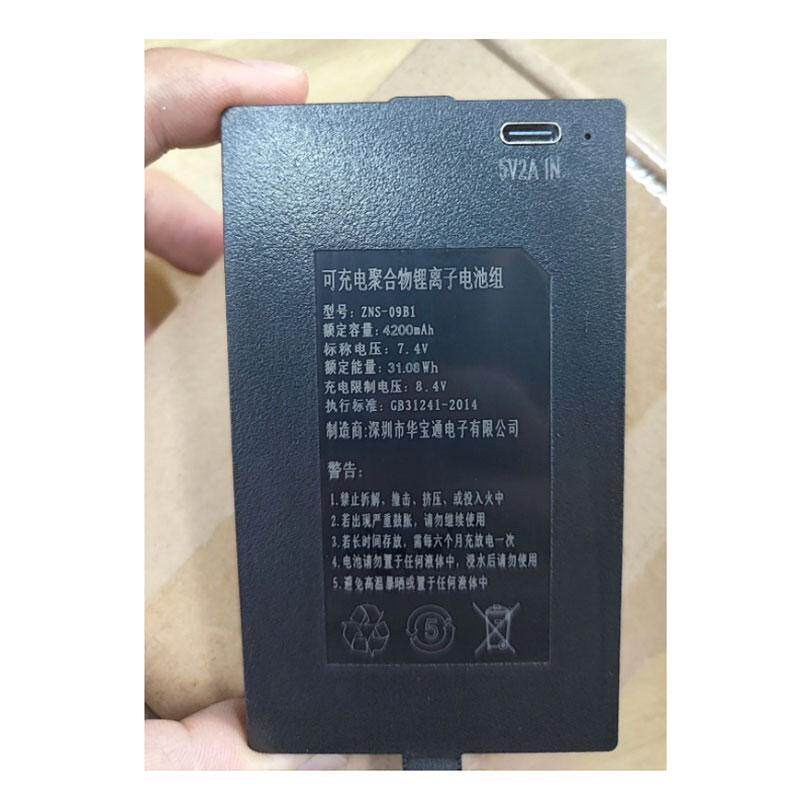 5V2A IN
可充电聚合物锂离子电池组
型号：ZNS-09B1
额定容量：4200mAh
标称电压：7.4V
额定能量：31.08Wh
充电限制电压：8.4V
执行标准：GB31241-2014
制造商:深圳市华宝通电子有限公司
警告：
1.禁止拆解、撞击、挤压、或投入火中
2.若出现严重鼓胀，请勿继续使用
3.若长时间存放，需每六个月充放电一次
4.电池请勿置于任何液体中，浸水后请勿使用
5.避免高温暴晒或置于任何液体中
5